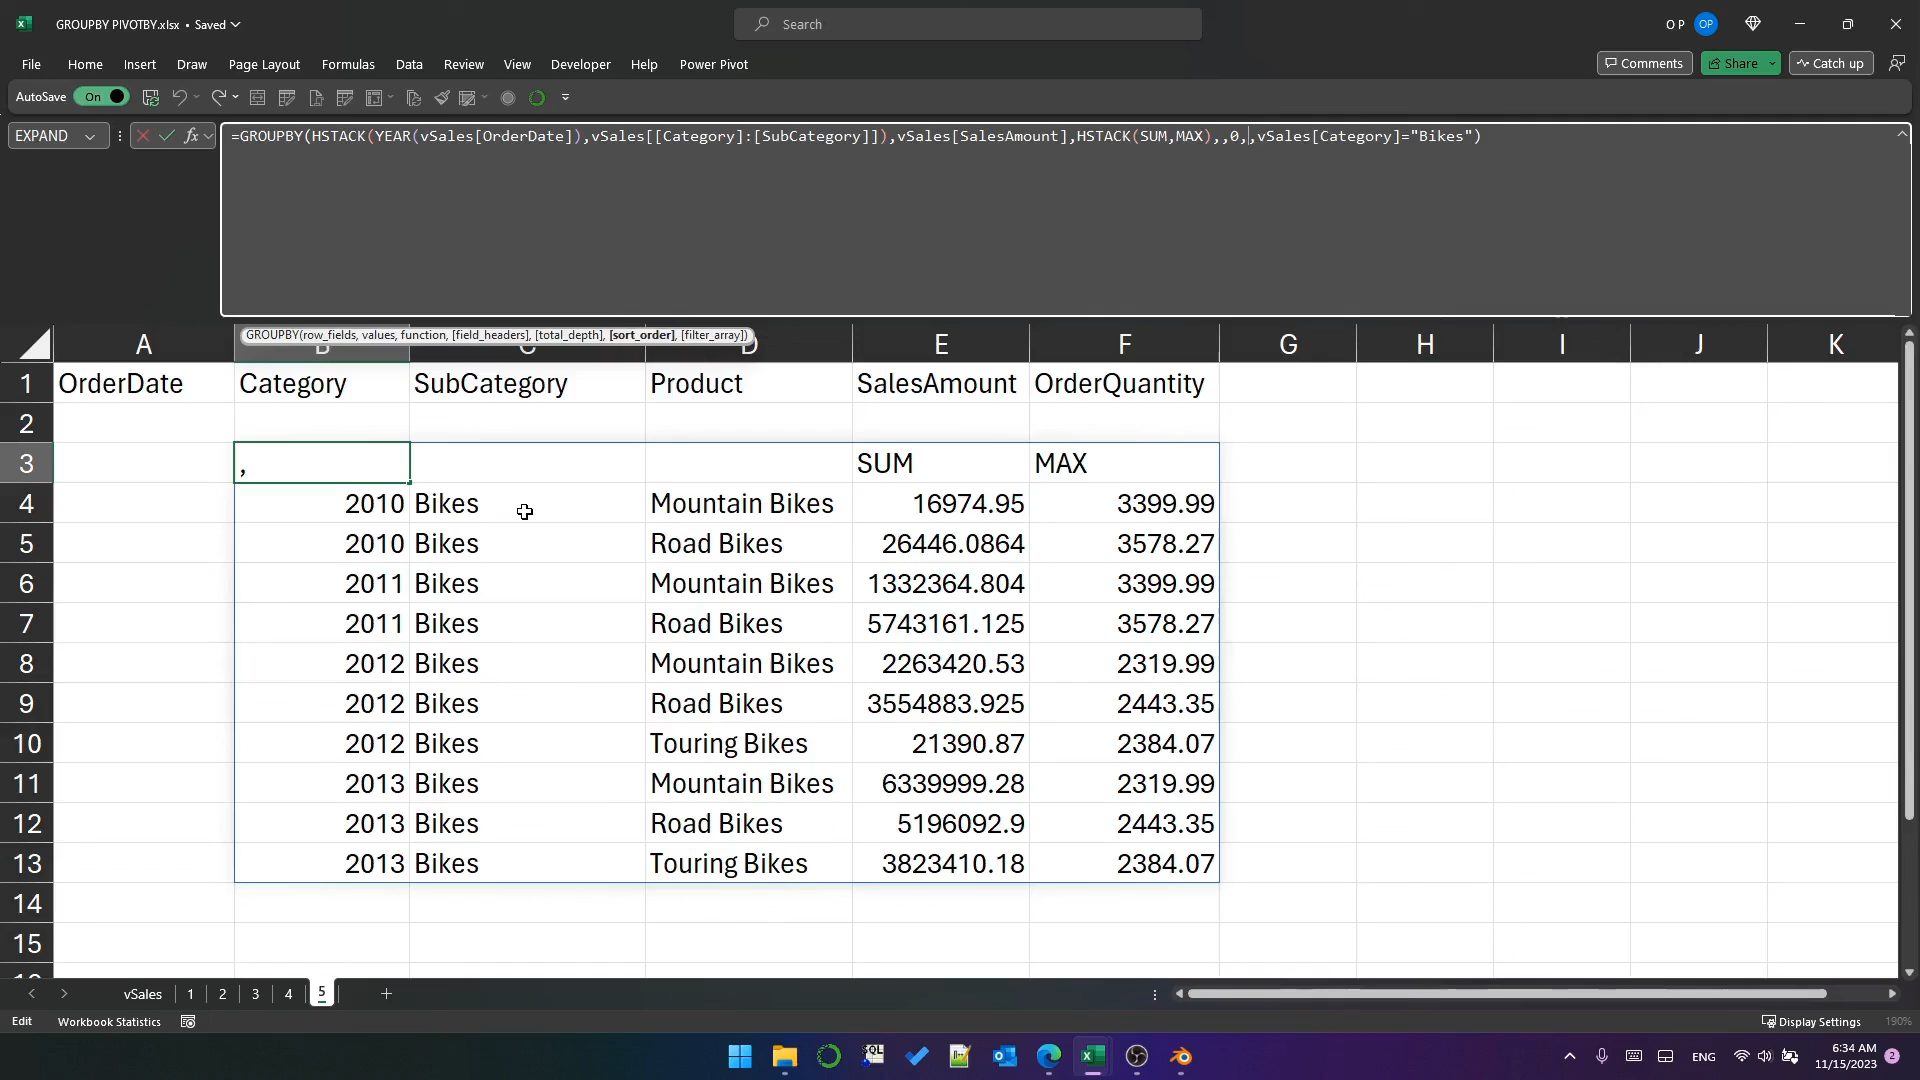 GROUPBY PIVOTBY.xlsx • Saved
Search
O P
OP
File Home Insert Draw Page Layout Formulas Data Review View Developer Help Power Pivot
Comments Share Catch up
AutoSave On
EXPAND
fx
=GROUPBY(HSTACK(YEAR(vSales[OrderDate]),vSales[[Category]:[SubCategory]]),vSales[SalesAmount],HSTACK(SUM,MAX),,0,,vSales[Category]="Bikes")
GROUPBY(row_fields, values, function, [field_headers], [total_depth], [sort_order], [filter_array])
A B C D E F G H I J K
1 OrderDate Category SubCategory Product SalesAmount OrderQuantity
2
3 , SUM MAX
4 2010 Bikes Mountain Bikes 16974.95 3399.99
5 2010 Bikes Road Bikes 26446.0864 3578.27
6 2011 Bikes Mountain Bikes 1332364.804 3399.99
7 2011 Bikes Road Bikes 5743161.125 3578.27
8 2012 Bikes Mountain Bikes 2263420.53 2319.99
9 2012 Bikes Road Bikes 3554883.925 2443.35
10 2012 Bikes Touring Bikes 21390.87 2384.07
11 2013 Bikes Mountain Bikes 6339999.28 2319.99
12 2013 Bikes Road Bikes 5196092.9 2443.35
13 2013 Bikes Touring Bikes 3823410.18 2384.07
14
15
vSales 1 2 3 4 5
Edit Workbook Statistics Display Settings 190%
SQL
ENG
6:34 AM
11/15/2023
2